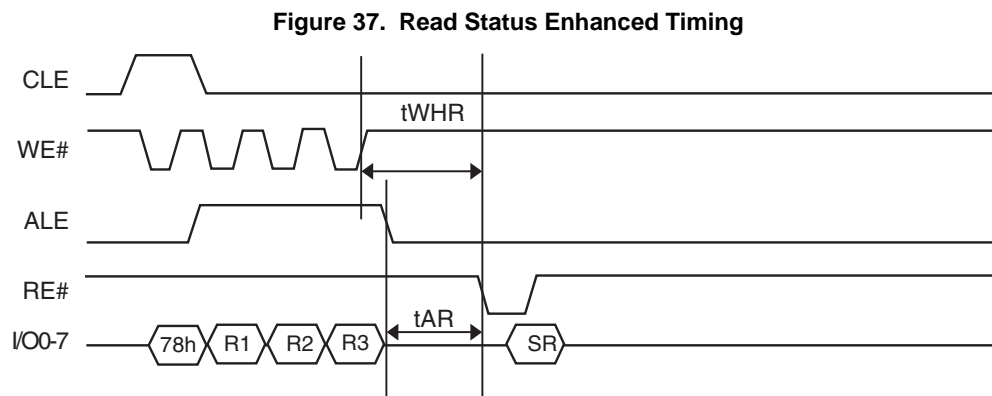 Figure 37. Read Status Enhanced Timing
CLE
tWHR
WE#
ALE
RE#
tAR
I/O0-7
78h R1 R2 R3 SR